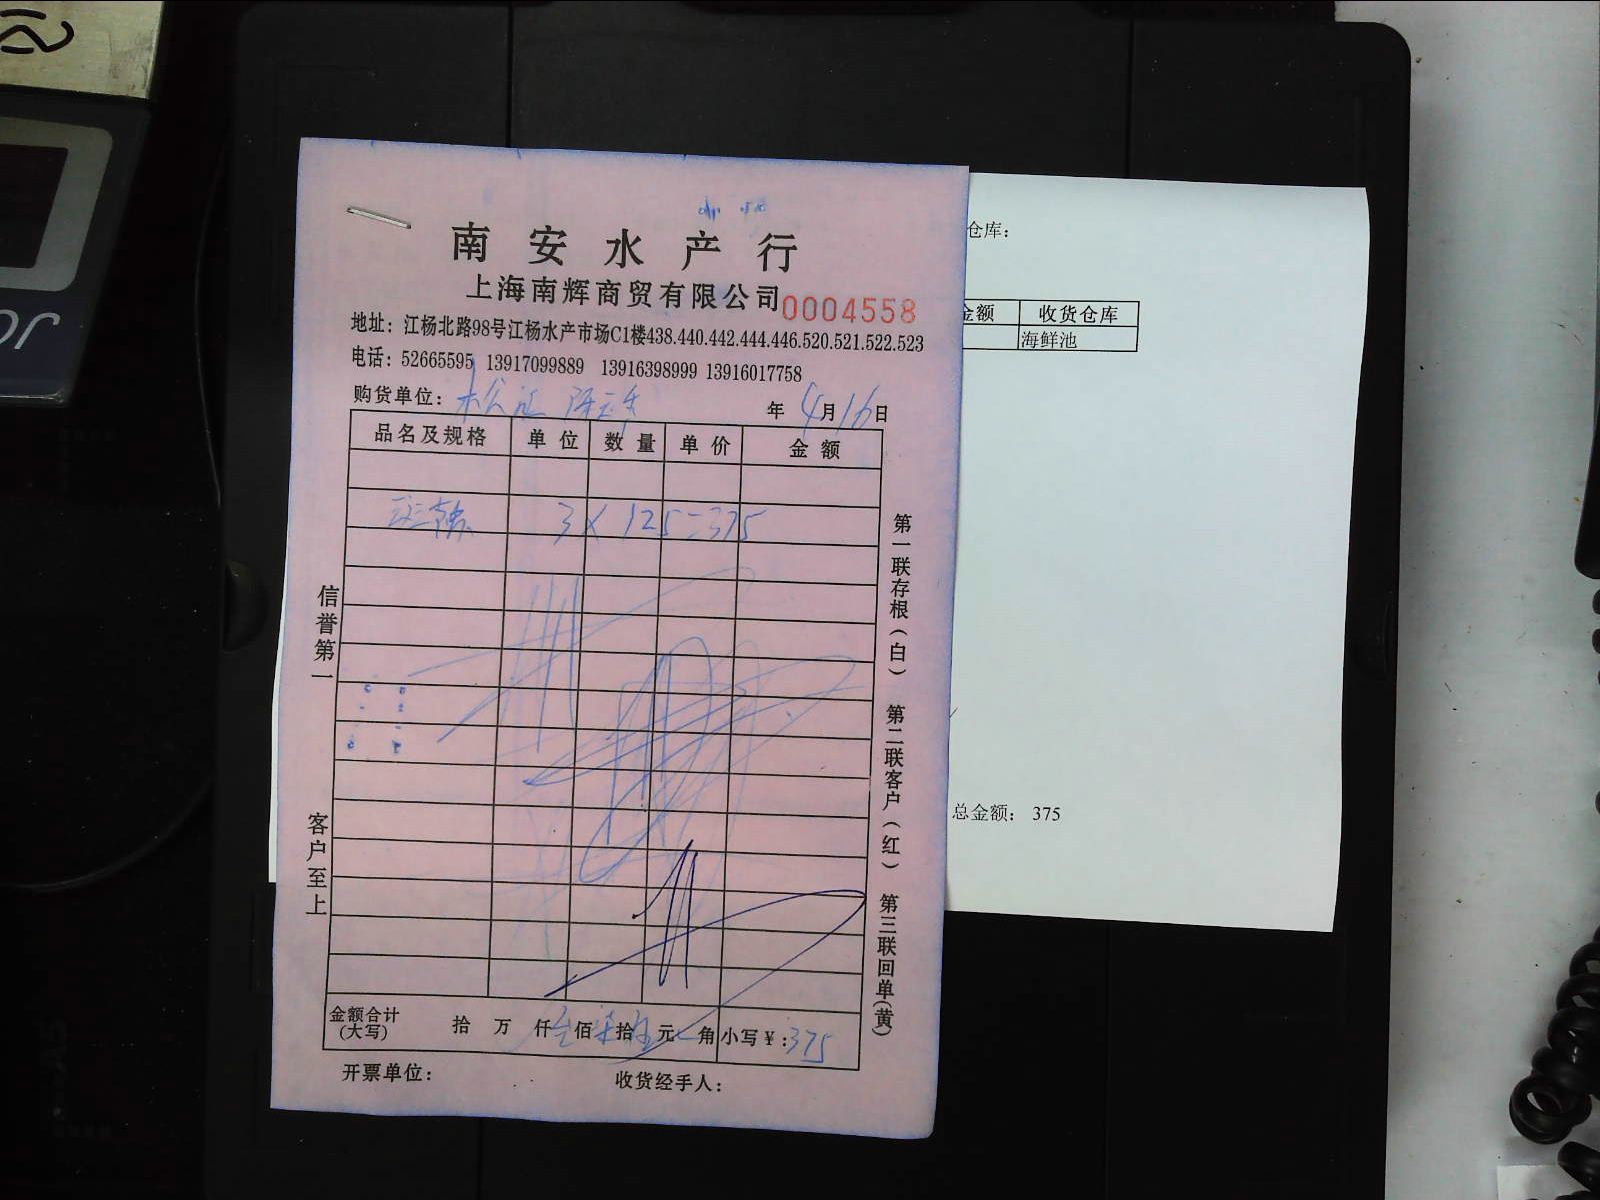 南安水产行
上海南辉商贸有限公司
0004558
地址：江杨北路98号江杨水产市场C1楼438.440.442.444.446.520.521.522.523
电话：52665595 13917099889 13916398999 13916017758
购货单位：
年 4月16日
品名及规格 单位 数量 单价 金额
3 × 125=375
信誉第一
客户至上
第一联存根（白） 第二联客户（红） 第三联回单(黄)
金额合计(大写) 拾 万 仟 叁佰柒拾伍元 角 小写￥：375
开票单位： 收货经手人：
仓库：
金额 收货仓库
海鲜池
总金额： 375